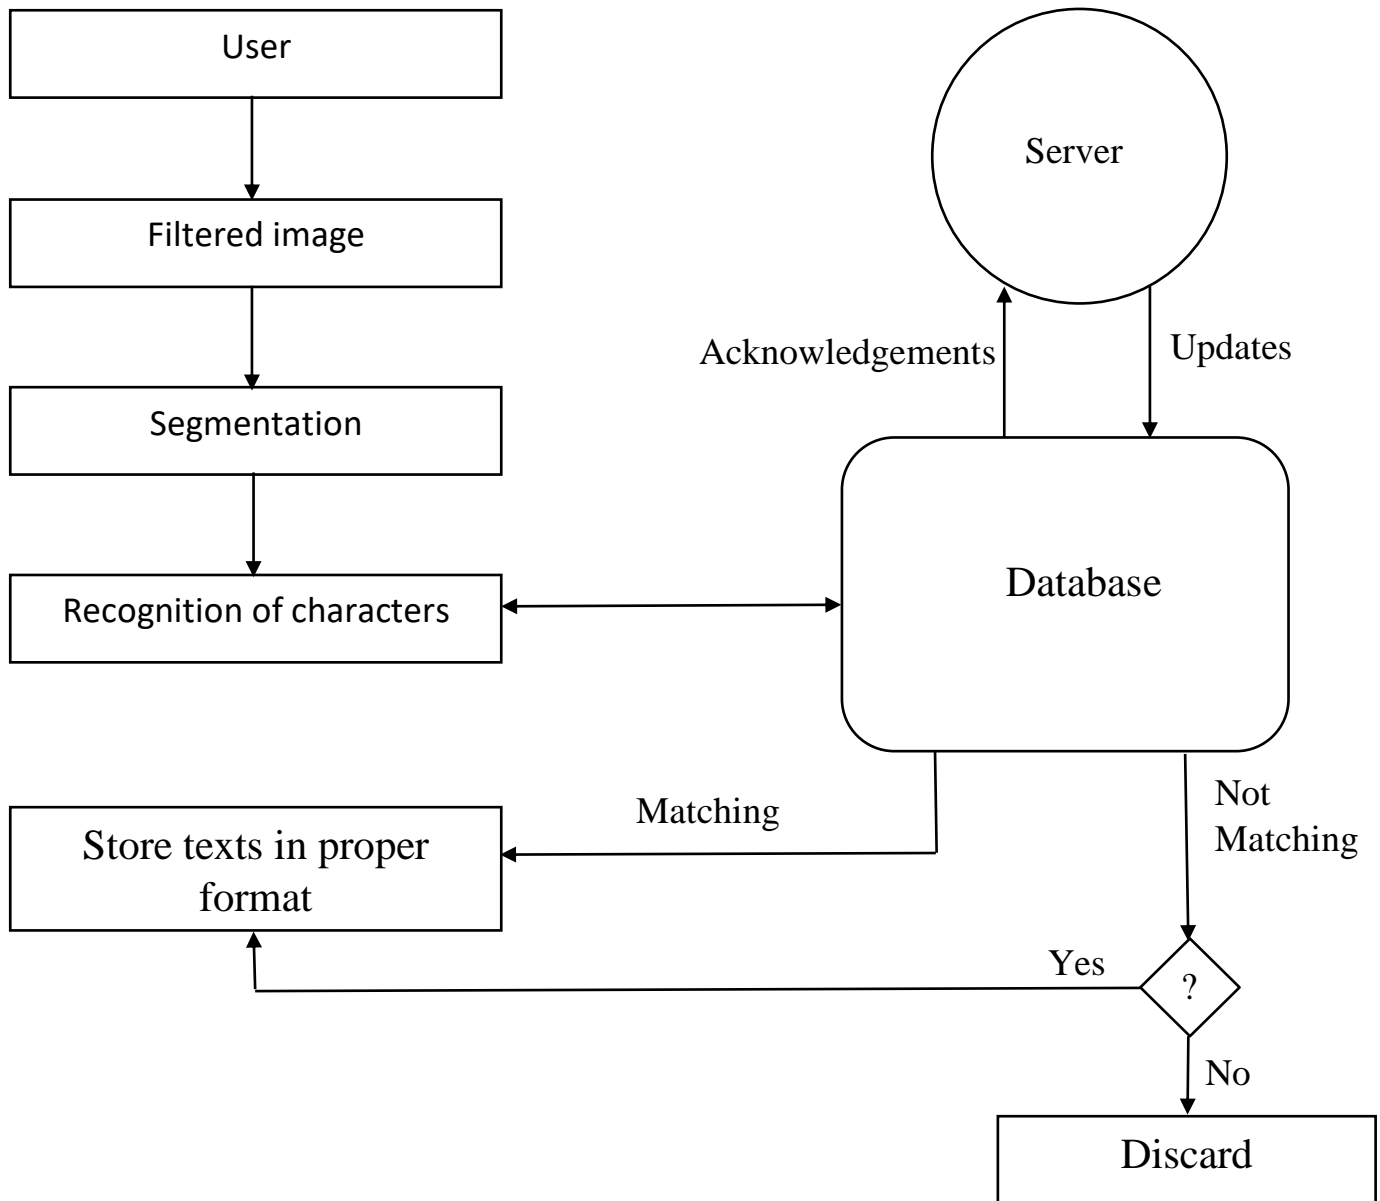 User
Server
Filtered image
Acknowledgements
Updates
Segmentation
Recognition of characters
Database
Matching
Not
Matching
Store texts in proper
format
Yes
?
No
Discard